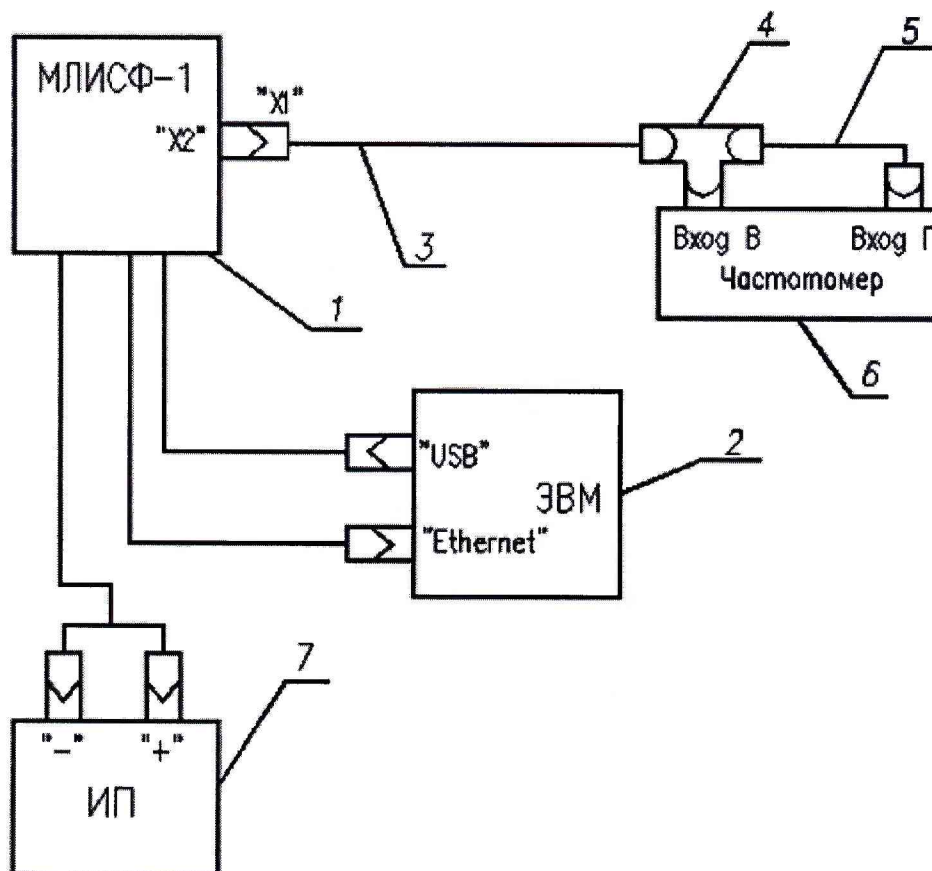 МЛИСФ-1
"X1"
"X2"
4
5
3
Вход В
Вход Г
Частотомер
1
6
"USB"
2
ЭВМ
"Ethernet"
7
"-" "+"
ИП